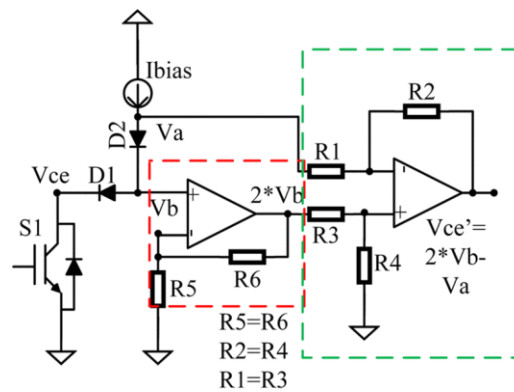 Ibias
R2
D2
Va
R1
Vce
D1
-
+
Vb
2*Vb
-
+
S1
R3
Vce'=
2*Vb-
Va
R6
R4
R5
R5=R6
R2=R4
R1=R3